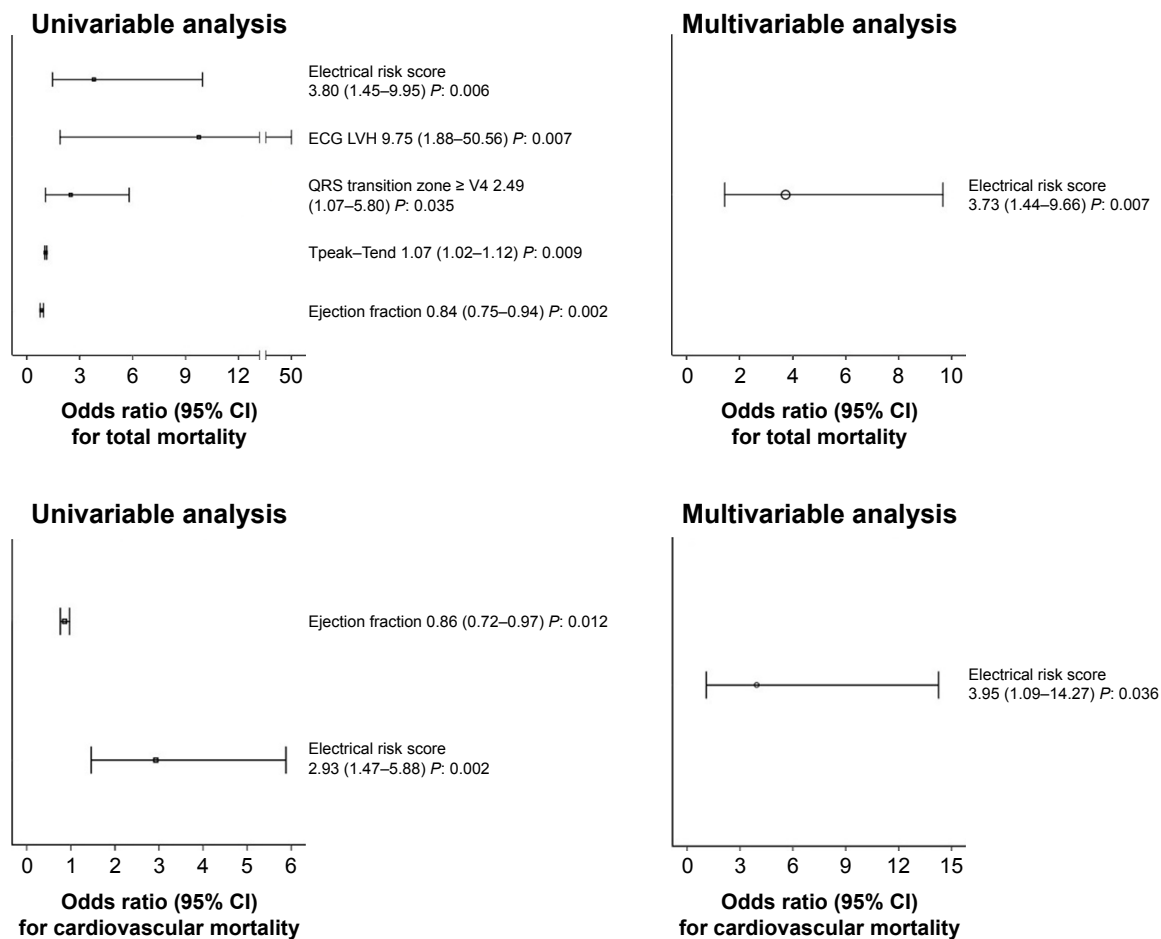 Univariable analysis
Electrical risk score
3.80 (1.45–9.95) P: 0.006
ECG LVH 9.75 (1.88–50.56) P: 0.007
QRS transition zone ≥ V4 2.49
(1.07–5.80) P: 0.035
Tpeak–Tend 1.07 (1.02–1.12) P: 0.009
Ejection fraction 0.84 (0.75–0.94) P: 0.002
0 3 6 9 12 50
Odds ratio (95% CI)
for total mortality
Multivariable analysis
Electrical risk score
3.73 (1.44–9.66) P: 0.007
0 2 4 6 8 10
Odds ratio (95% CI)
for total mortality
Univariable analysis
Ejection fraction 0.86 (0.72–0.97) P: 0.012
Electrical risk score
2.93 (1.47–5.88) P: 0.002
0 1 2 3 4 5 6
Odds ratio (95% CI)
for cardiovascular mortality
Multivariable analysis
Electrical risk score
3.95 (1.09–14.27) P: 0.036
0 3 6 9 12 15
Odds ratio (95% CI)
for cardiovascular mortality